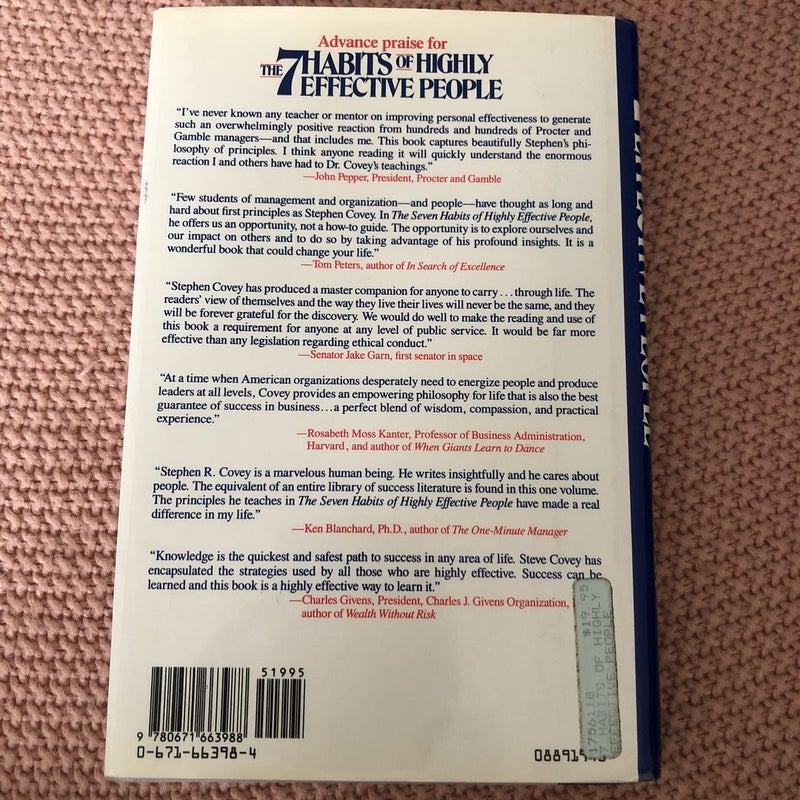 Advance praise for
THE 7 HABITS OF HIGHLY
EFFECTIVE PEOPLE
“I’ve never known any teacher or mentor on improving personal effectiveness to generate
such an overwhelmingly positive reaction from hundreds and hundreds of Procter and
Gamble managers—and that includes me. This book captures beautifully Stephen’s phi-
losophy of principles. I think anyone reading it will quickly understand the enormous
reaction I and others have had to Dr. Covey’s teachings.”
—John Pepper, President, Procter and Gamble
“Few students of management and organization—and people—have thought as long and
hard about first principles as Stephen Covey. In The Seven Habits of Highly Effective People,
he offers us an opportunity, not a how-to guide. The opportunity is to explore ourselves and
our impact on others and to do so by taking advantage of his profound insights. It is a
wonderful book that could change your life.”
—Tom Peters, author of In Search of Excellence
“Stephen Covey has produced a master companion for anyone to carry...through life. The
readers’ view of themselves and the way they live their lives will never be the same, and they
will be forever grateful for the discovery. We would do well to make the reading and use of
this book a requirement for anyone at any level of public service. It would be far more
effective than any legislation regarding ethical conduct.”
—Senator Jake Garn, first senator in space
“At a time when American organizations desperately need to energize people and produce
leaders at all levels, Covey provides an empowering philosophy for life that is also the best
guarantee of success in business...a perfect blend of wisdom, compassion, and practical
experience.”
—Rosabeth Moss Kanter, Professor of Business Administration,
Harvard, and author of When Giants Learn to Dance
“Stephen R. Covey is a marvelous human being. He writes insightfully and he cares about
people. The equivalent of an entire library of success literature is found in this one volume.
The principles he teaches in The Seven Habits of Highly Effective People have made a real
difference in my life.”
—Ken Blanchard, Ph.D., author of The One-Minute Manager
“Knowledge is the quickest and safest path to success in any area of life. Steve Covey has
encapsulated the strategies used by all those who are highly effective. Success can be
learned and this book is a highly effective way to learn it.”
—Charles Givens, President, Charles J. Givens Organization,
author of Wealth Without Risk
51995
9 780671 663988
0-671-66398-4
1756118 $19.95
7 HABITS OF HIGHLY
EFFECTIVE PEOPLE